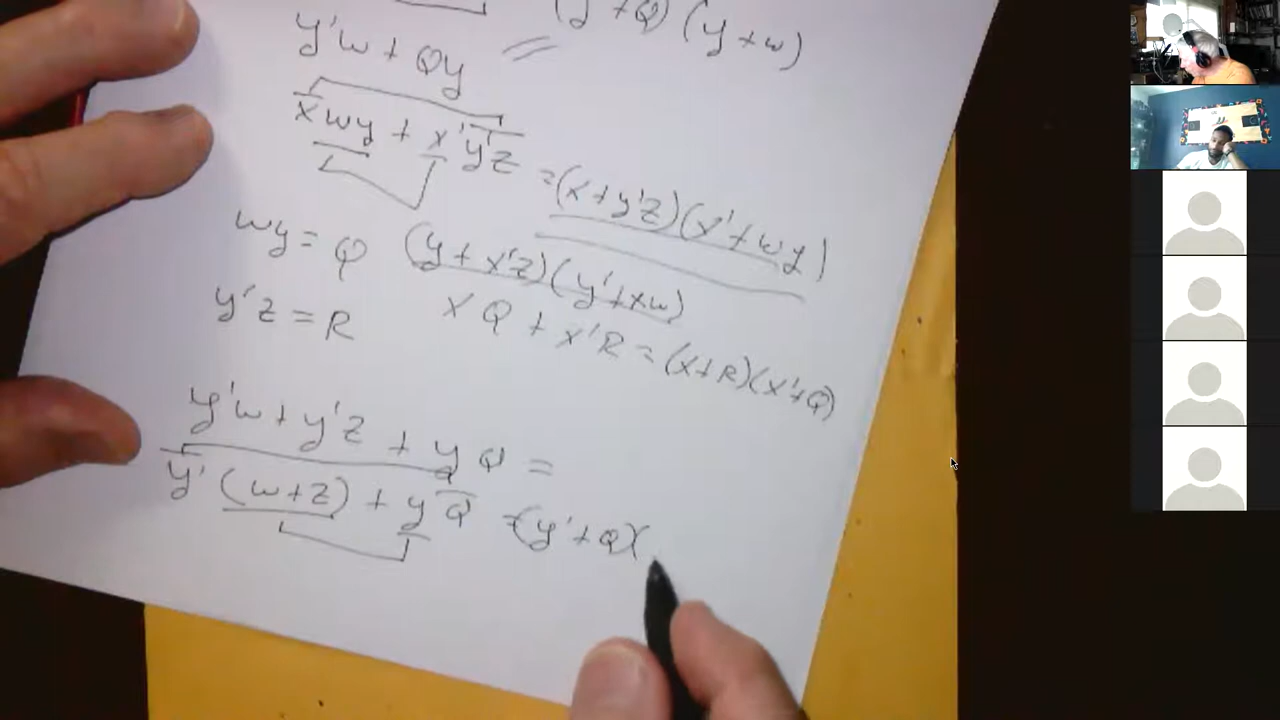 (y'+Q)(y+w)
y'w + Qy
xwy + x'y'z = (x+y'z)(x'+wy)
wy = Q (y+x'z)(y'+xw)
y'z = R xQ + x'R = (x+R)(x'+Q)
y'w + y'z + yQ =
y'(w+z) + yQ = (y'+Q)(